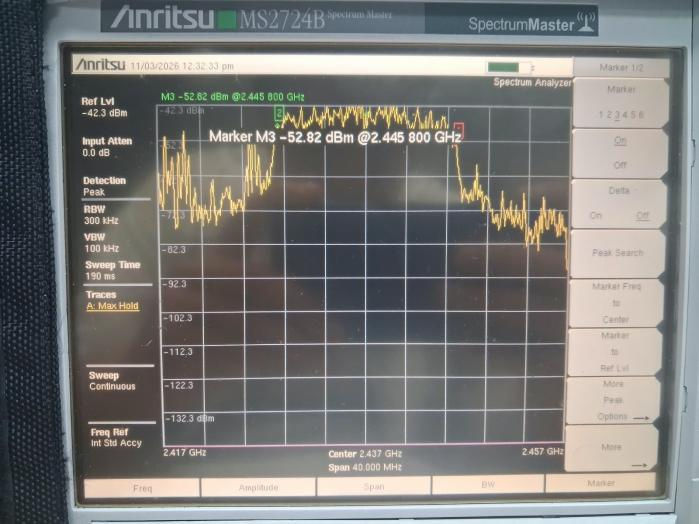 Anritsu MS2724B Spectrum Master
SpectrumMaster
Anritsu 11/03/2026 12:32:33 pm
Spectrum Analyzer
M3 -52.82 dBm @2.445 800 GHz
Ref Lvl
-42.3 dBm
Input Atten
0.0 dB
Detection
Peak
RBW
300 kHz
VBW
100 kHz
Sweep Time
190 ms
Traces
A: Max Hold
Sweep
Continuous
Freq Ref
Int Std Accy
-42.3 dBm
2
Marker M3 -52.82 dBm @2.445 800 GHz
-82.3
-92.3
-102.3
-112.3
-122.3
-132.3 dBm
2.417 GHz
Center 2.437 GHz
2.457 GHz
Span 40.000 MHz
Marker 1/2
Marker
1 2 3 4 5 6
On
Off
Delta
On Off
Peak Search
Marker Freq
to
Center
Marker
to
Ref Lvl
More
Peak
Options
More
Freq
Amplitude
Span
BW
Marker